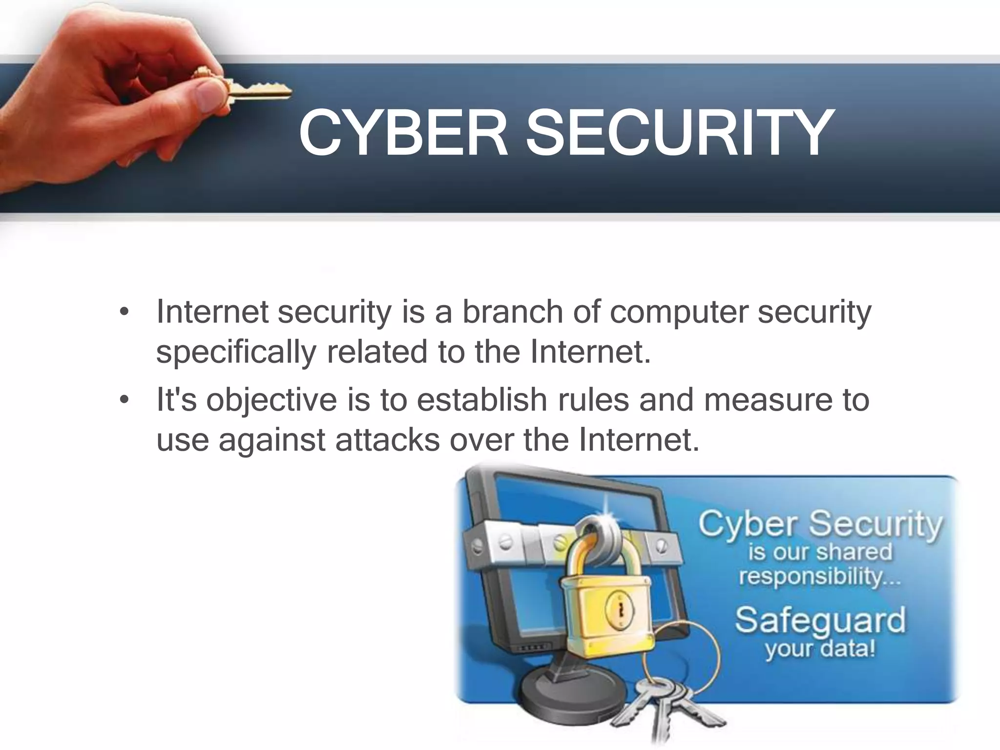 CYBER SECURITY
• Internet security is a branch of computer security
specifically related to the Internet.
• It's objective is to establish rules and measure to
use against attacks over the Internet.
Cyber Security
is our shared
responsibility...
Safeguard
your data!